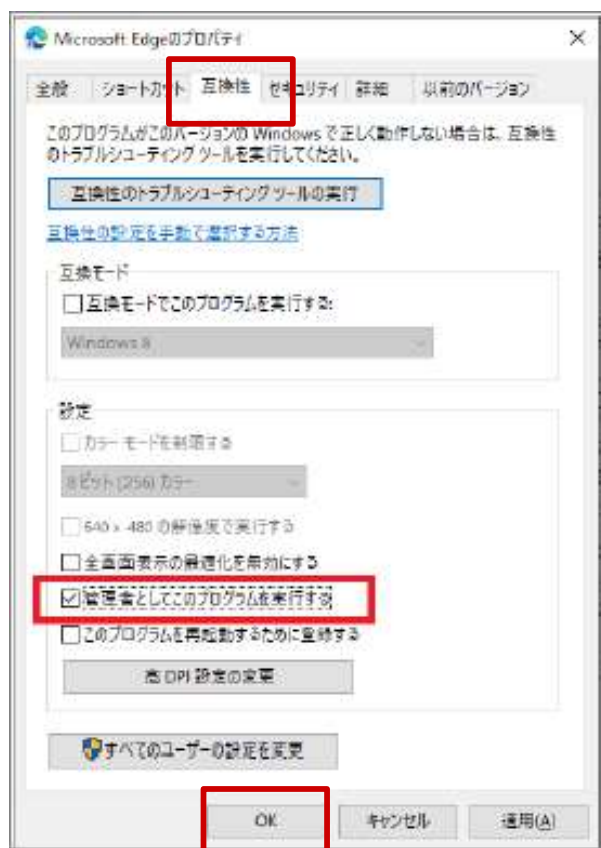 Microsoft Edgeのプロパティ
全般 ショートカット 互換性 セキュリティ 詳細 以前のバージョン
このプログラムがこのバージョンの Windows で正しく動作しない場合は、互換性
のトラブルシューティング ツールを実行してください。
互換性のトラブルシューティング ツールの実行
互換性の設定を手動で選択する方法
互換モード
互換モードでこのプログラムを実行する:
Windows 8
設定
カラー モードを制限する
8 ビット (256) カラー
640 x 480 の解像度で実行する
全画面表示の最適化を無効にする
管理者としてこのプログラムを実行する
このプログラムを再起動するために登録する
高 DPI 設定の変更
すべてのユーザーの設定を変更
OK キャンセル 適用(A)